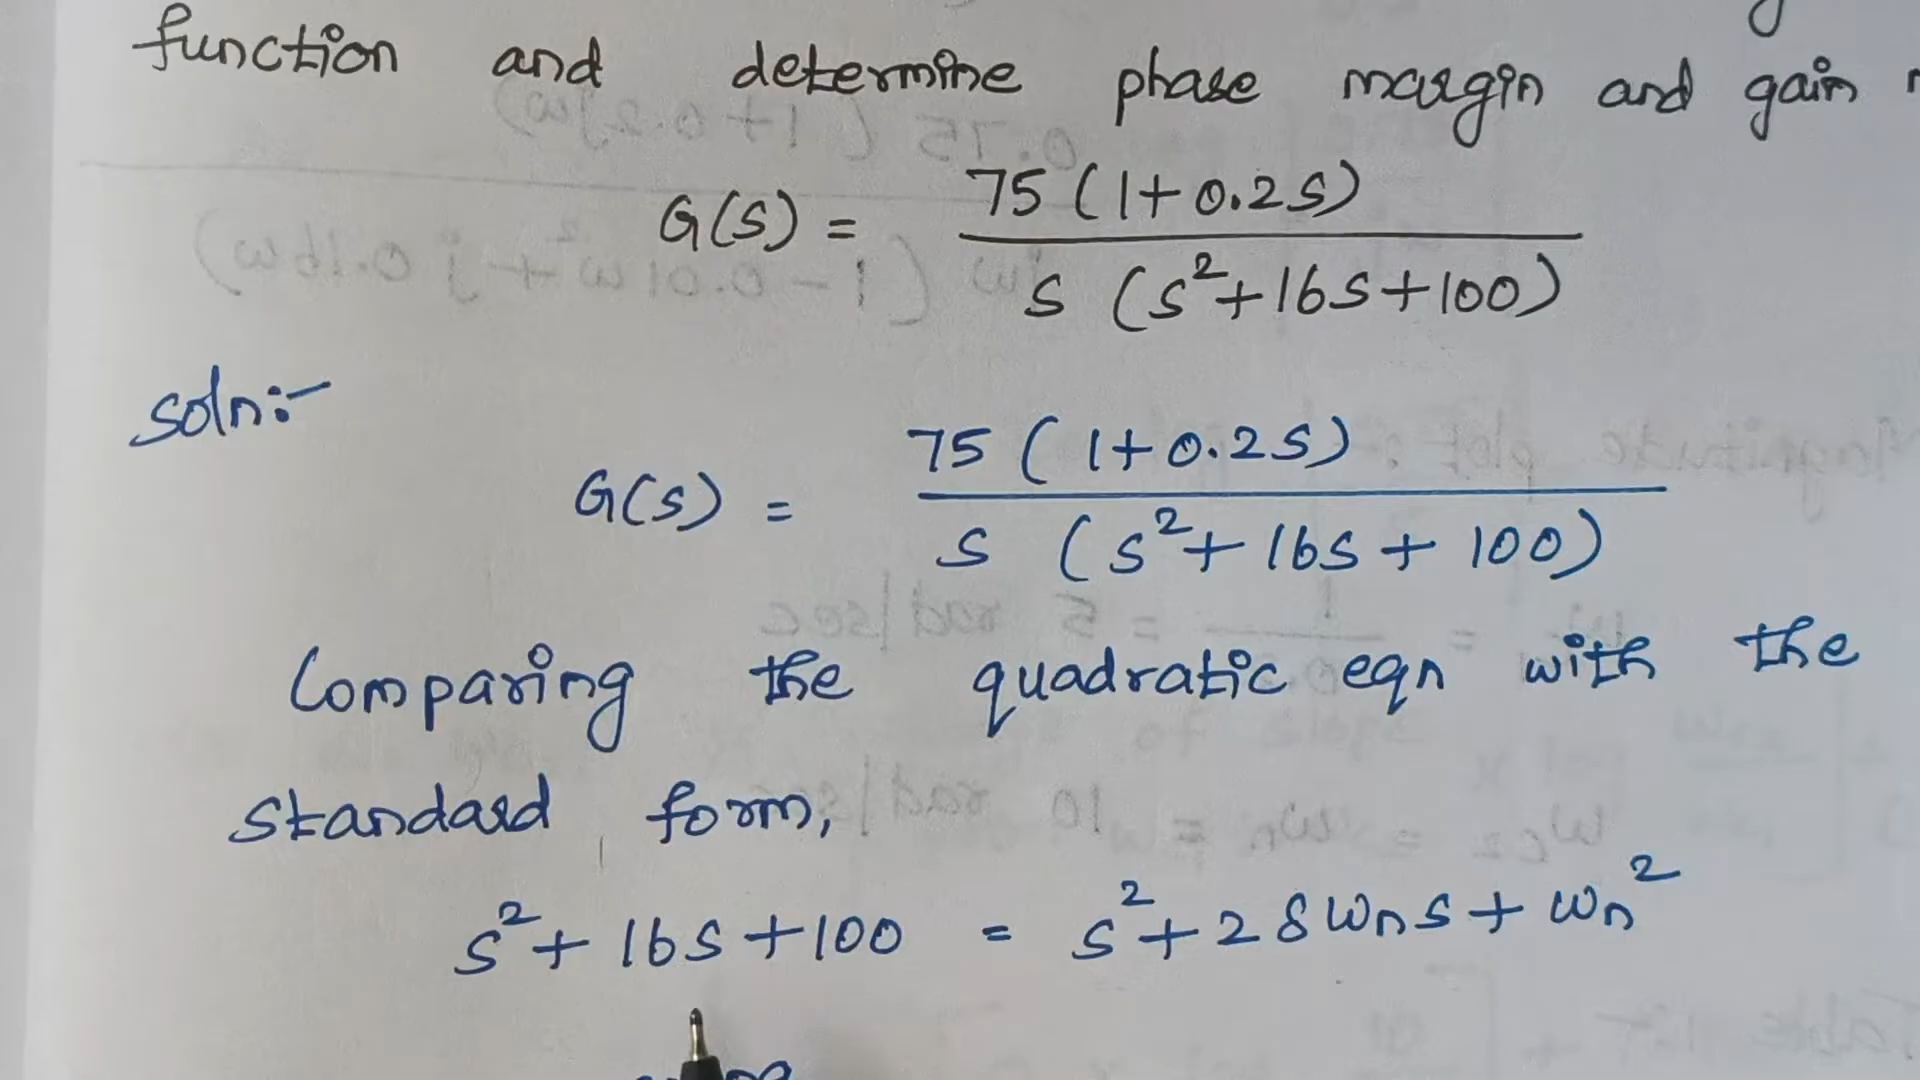 function and determine phase margin and gain
G(S) = 75 (1+0.2S)
S (S²+16S+100)
Soln:-
G(S) = 75 (1+0.2S)
S (S²+16S+100)
Comparing the quadratic eqn with the
standard form,
S²+16S+100 = S²+2δωnS+ωn²